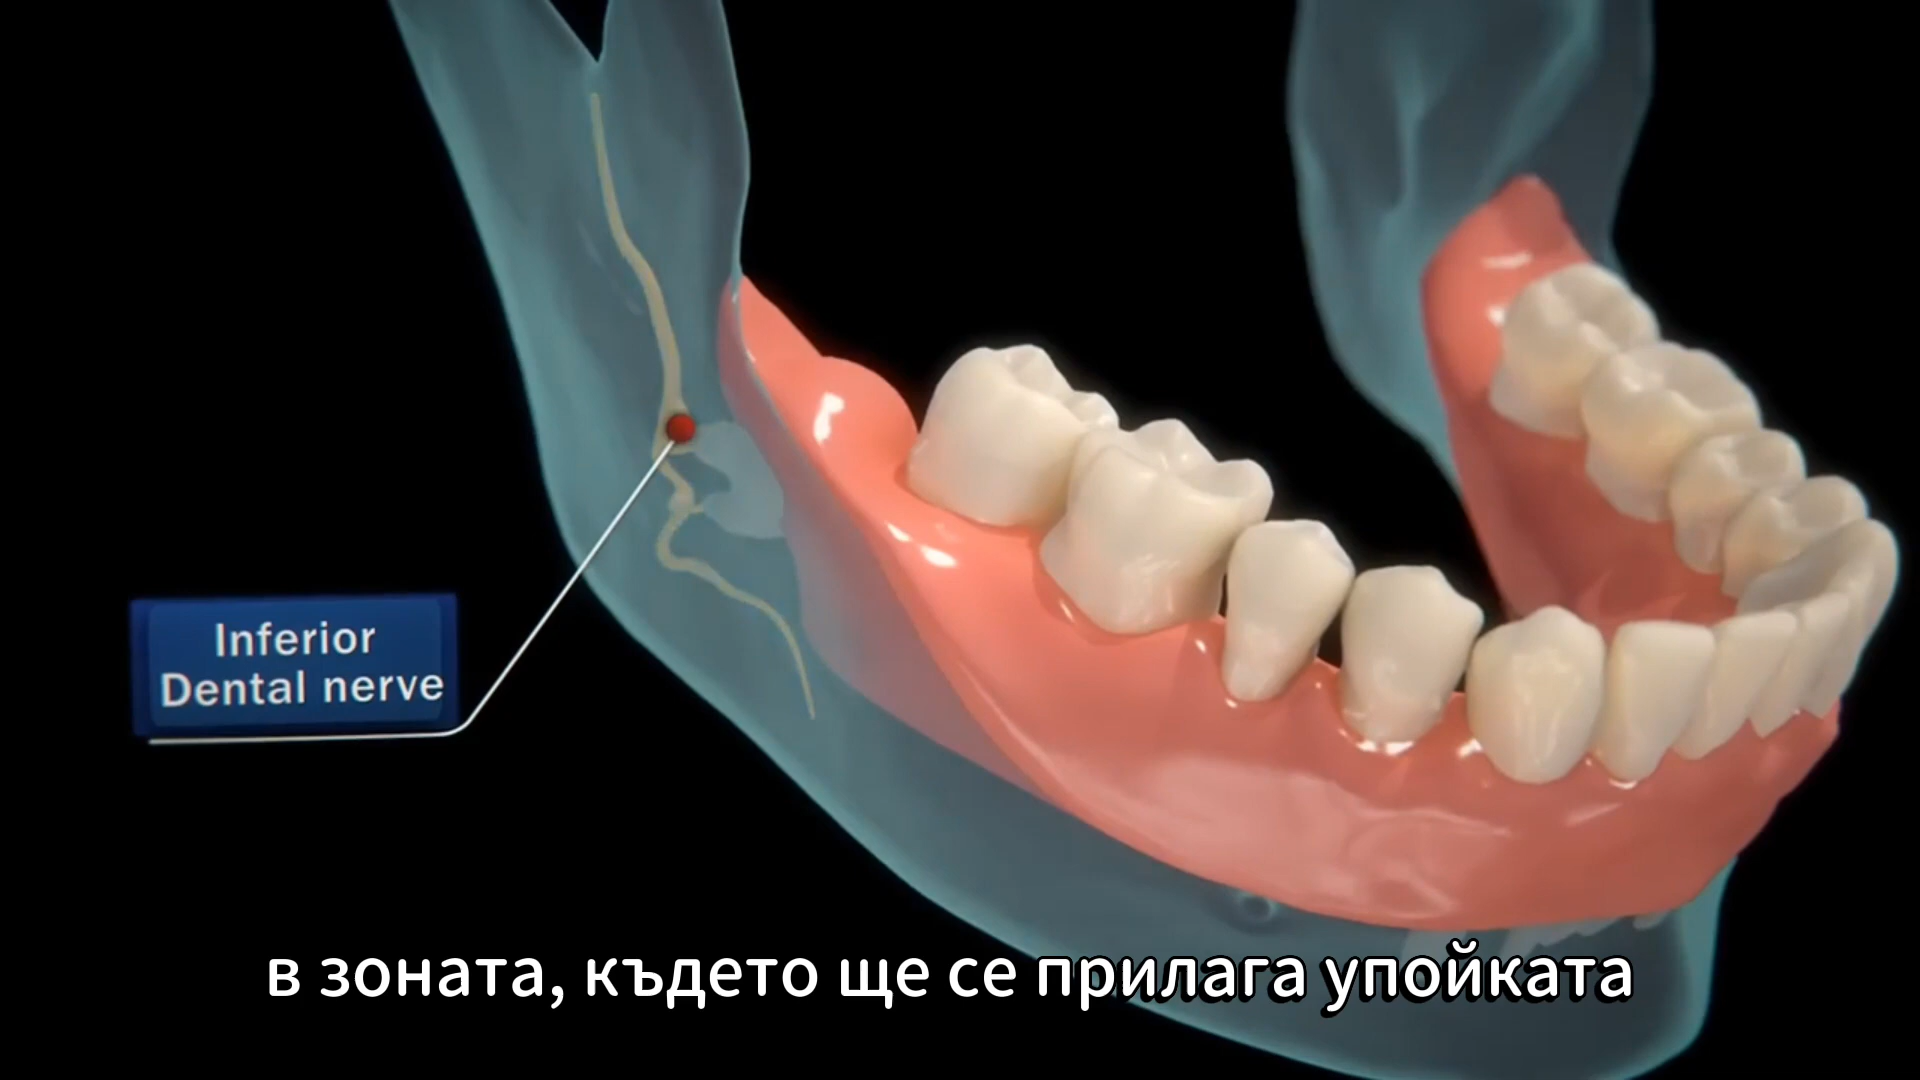 Inferior
Dental nerve
в зоната, където ще се прилага упойката